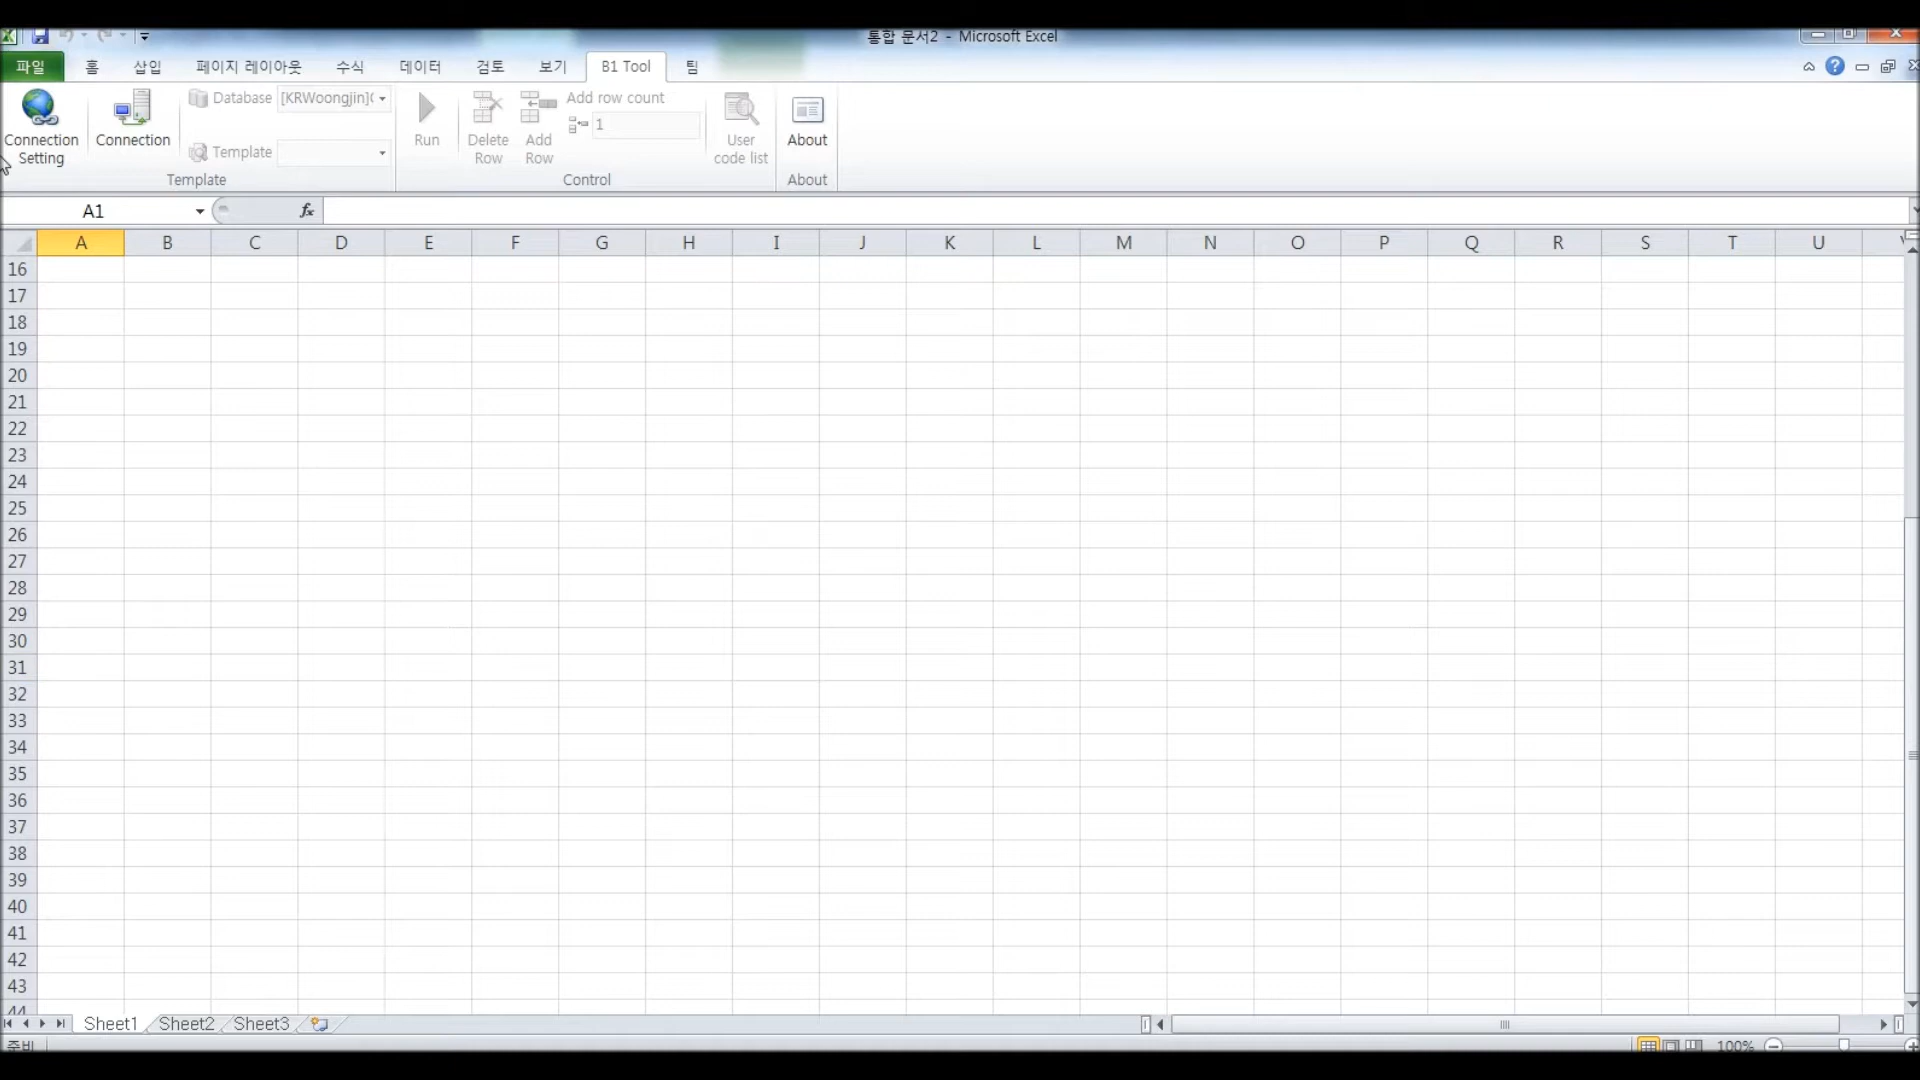 통합 문서2 - Microsoft Excel
파일 홈 삽입 페이지 레이아웃 수식 데이터 검토 보기 B1 Tool 팀
Connection Setting
Connection
Database [KRWoongjin]
Template
Template
Run
Delete Row
Add Row
Add row count
1
Control
User code list
About
About
A1 fx
A B C D E F G H I J K L M N O P Q R S T U
16
17
18
19
20
21
22
23
24
25
26
27
28
29
30
31
32
33
34
35
36
37
38
39
40
41
42
43
44
Sheet1 Sheet2 Sheet3
준비 100%